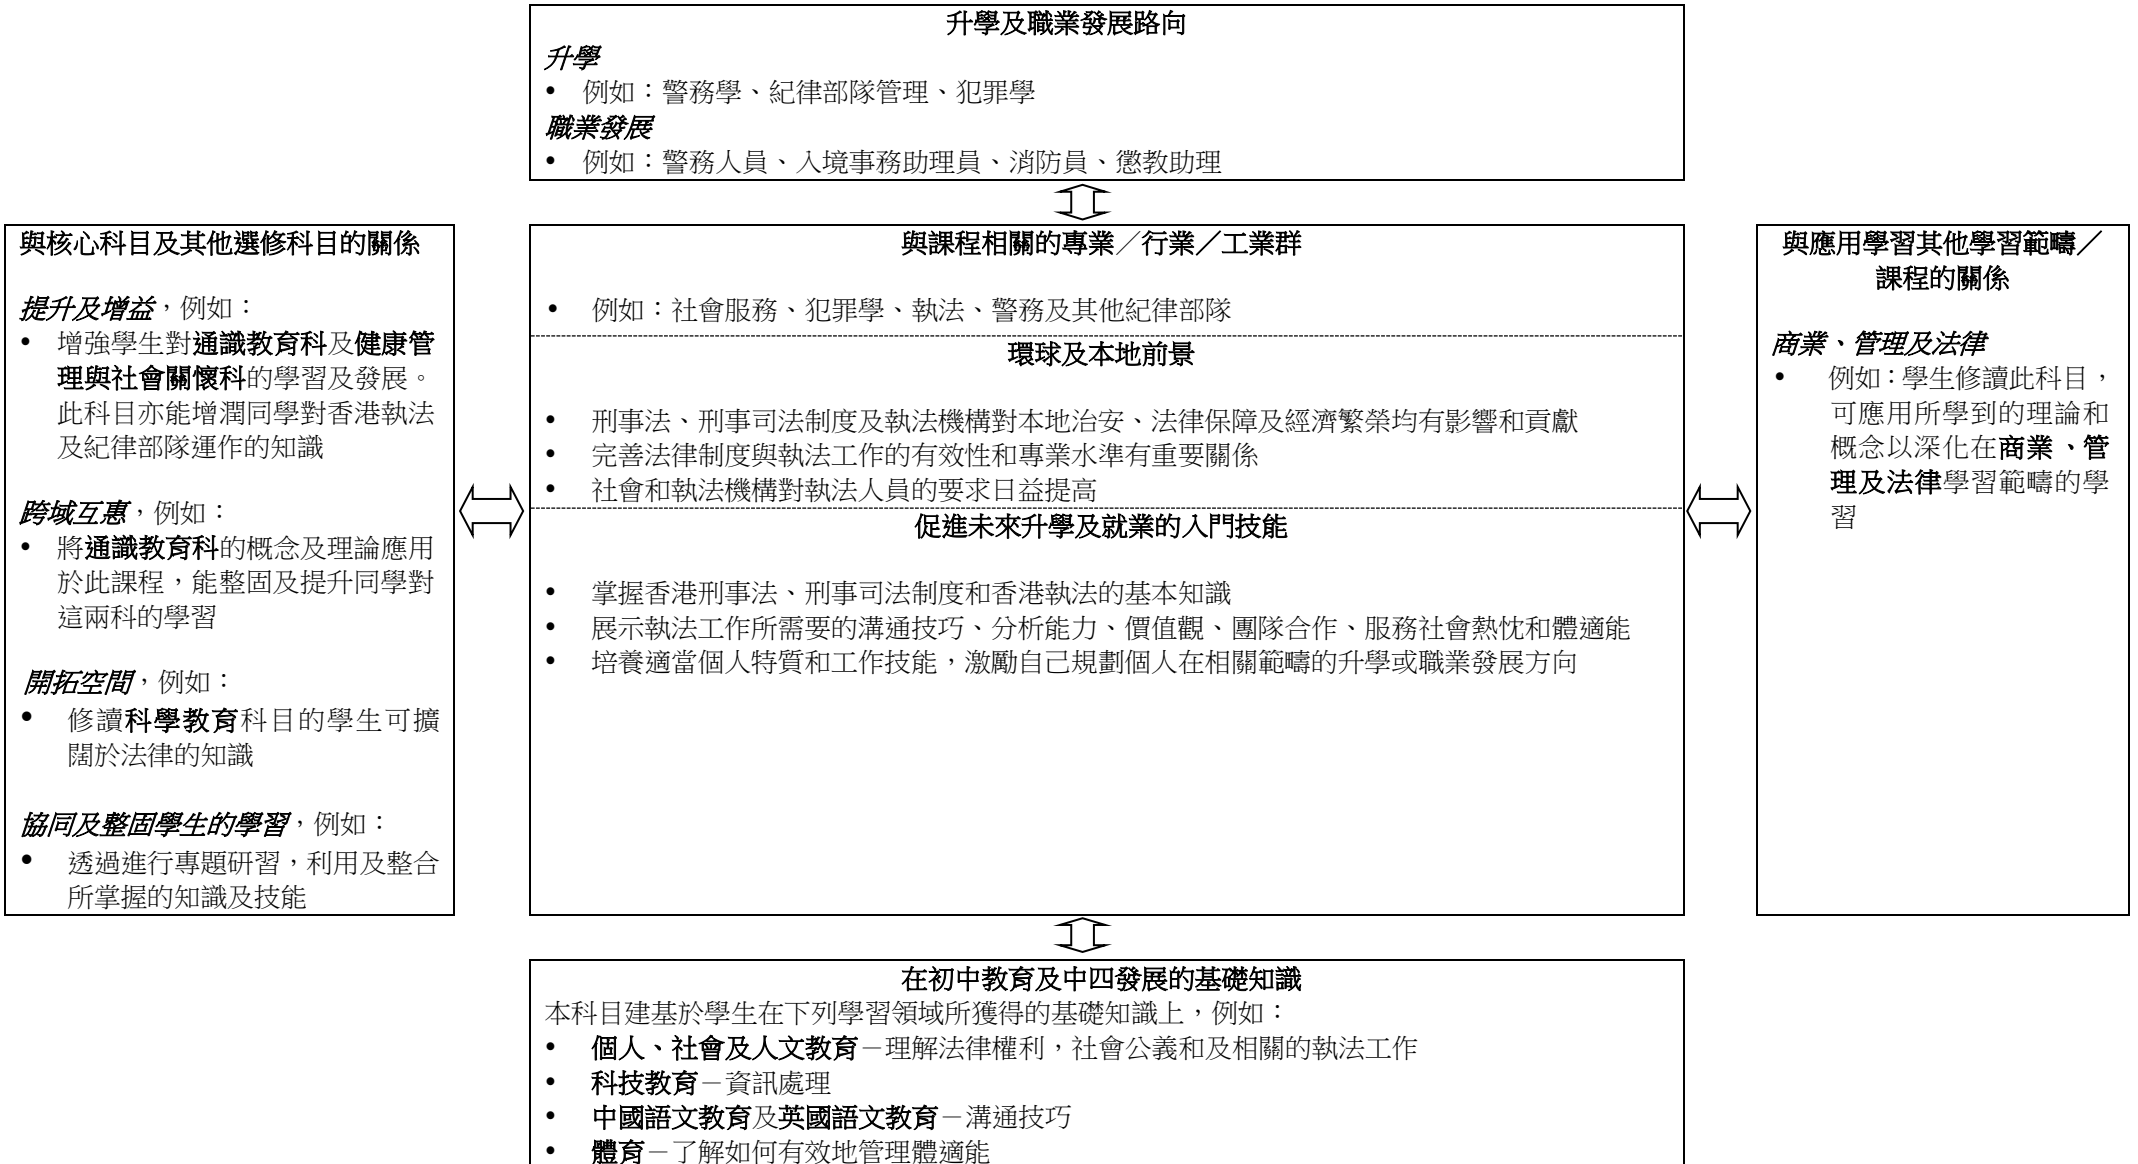 升學及職業發展路向
升學
• 例如：警務學、紀律部隊管理、犯罪學
職業發展
• 例如：警務人員、入境事務助理員、消防員、懲教助理
與核心科目及其他選修科目的關係
提升及增益，例如：
• 增強學生對通識教育科及健康管
理與社會關懷科的學習及發展。
此科目亦能增潤同學對香港執法
及紀律部隊運作的知識
跨域互惠，例如：
• 將通識教育科的概念及理論應用
於此課程，能整固及提升同學對
這兩科的學習
開拓空間，例如：
• 修讀科學教育科目的學生可擴
闊於法律的知識
協同及整固學生的學習，例如：
• 透過進行專題研習，利用及整合
所掌握的知識及技能
與課程相關的專業／行業／工業群
• 例如：社會服務、犯罪學、執法、警務及其他紀律部隊
環球及本地前景
• 刑事法、刑事司法制度及執法機構對本地治安、法律保障及經濟繁榮均有影響和貢獻
• 完善法律制度與執法工作的有效性和專業水準有重要關係
• 社會和執法機構對執法人員的要求日益提高
促進未來升學及就業的入門技能
• 掌握香港刑事法、刑事司法制度和香港執法的基本知識
• 展示執法工作所需要的溝通技巧、分析能力、價值觀、團隊合作、服務社會熱忱和體適能
• 培養適當個人特質和工作技能，激勵自己規劃個人在相關範疇的升學或職業發展方向
與應用學習其他學習範疇／
課程的關係
商業、管理及法律
• 例如：學生修讀此科目，
可應用所學到的理論和
概念以深化在商業、管
理及法律學習範疇的學
習
在初中教育及中四發展的基礎知識
本科目建基於學生在下列學習領域所獲得的基礎知識上，例如：
• 個人、社會及人文教育－理解法律權利，社會公義和及相關的執法工作
• 科技教育－資訊處理
• 中國語文教育及英國語文教育－溝通技巧
• 體育－了解如何有效地管理體適能